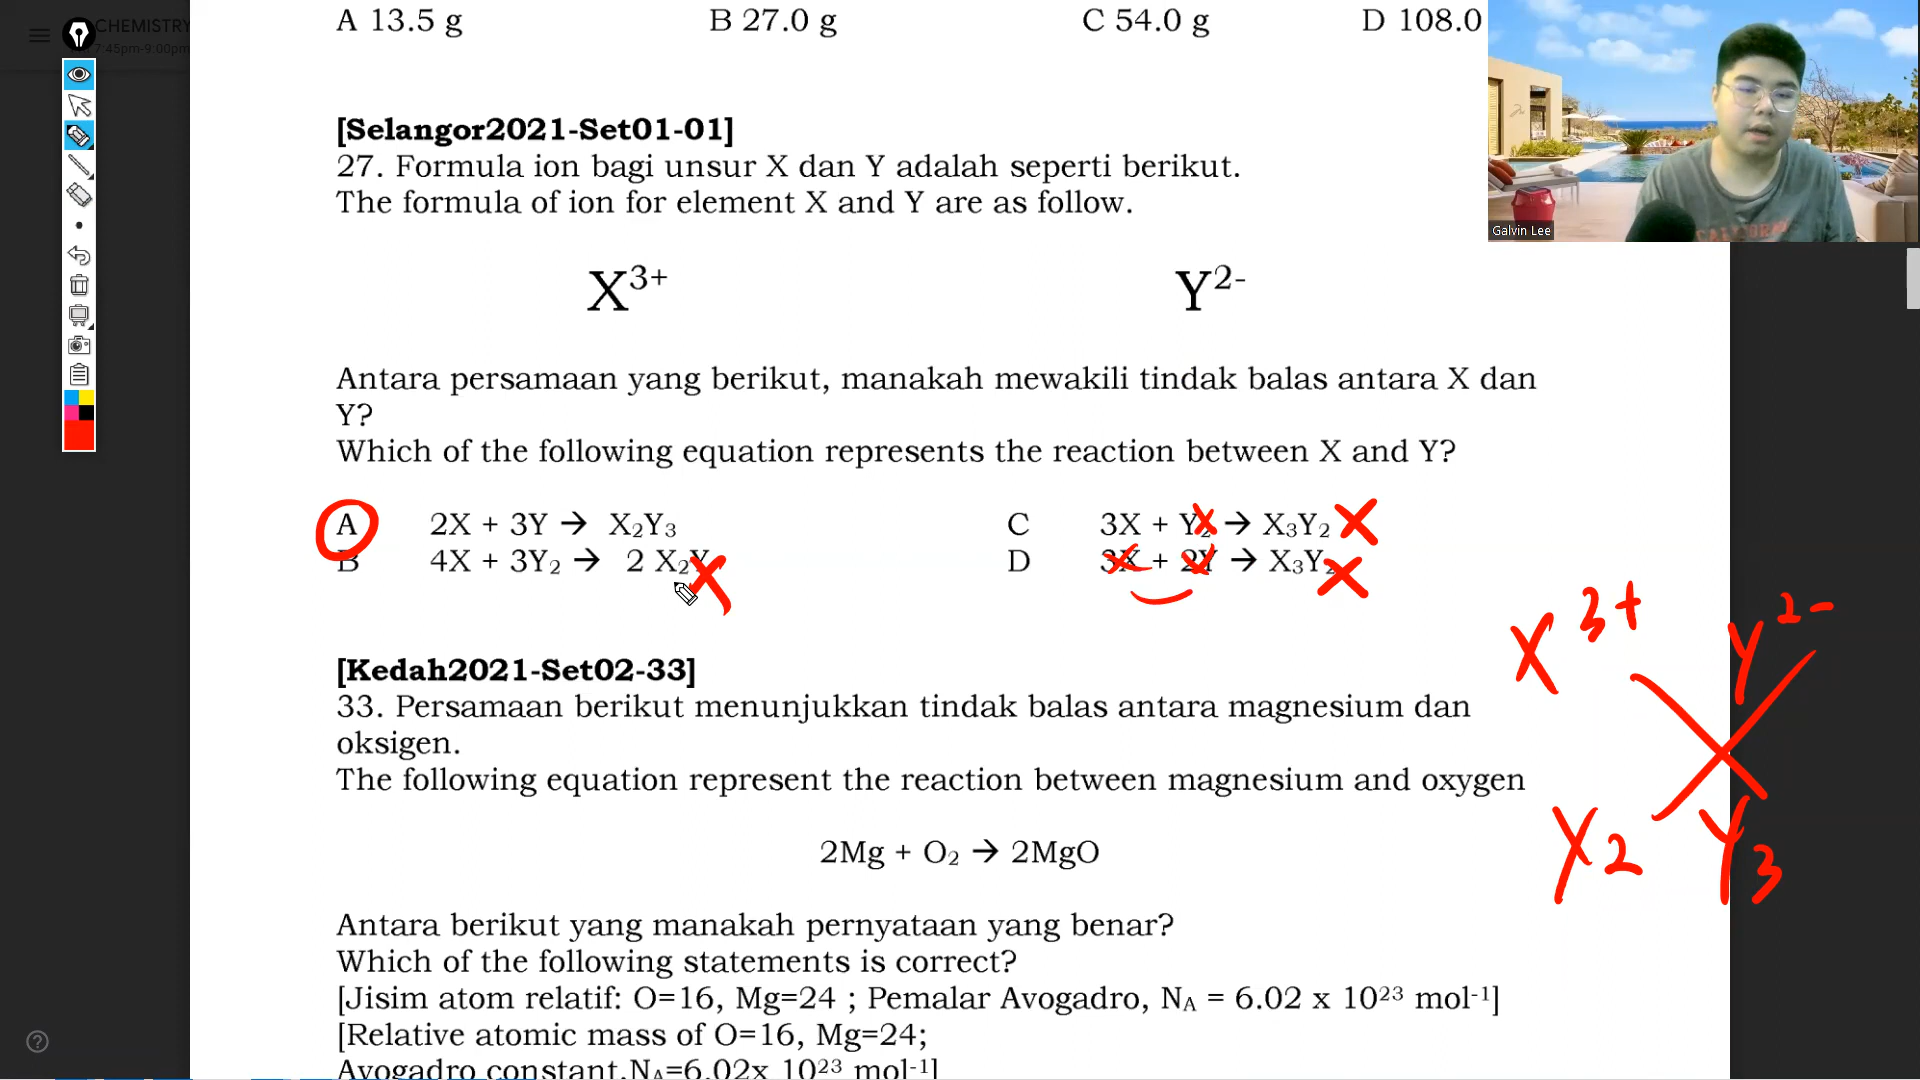 CHEMISTRY
7:45pm-9:00pm
A 13.5 g B 27.0 g C 54.0 g D 108.0
Galvin Lee
[Selangor2021-Set01-01]
27. Formula ion bagi unsur X dan Y adalah seperti berikut.
The formula of ion for element X and Y are as follow.
X³⁺ Y²⁻
Antara persamaan yang berikut, manakah mewakili tindak balas antara X dan
Y?
Which of the following equation represents the reaction between X and Y?
A 2X + 3Y → X₂Y₃ C 3X + Y₂ → X₃Y₂
B 4X + 3Y₂ → 2 X₂Y D 3X + 2Y → X₃Y₂
X³⁺ Y²⁻
X₂ Y₃
[Kedah2021-Set02-33]
33. Persamaan berikut menunjukkan tindak balas antara magnesium dan
oksigen.
The following equation represent the reaction between magnesium and oxygen
2Mg + O₂ → 2MgO
Antara berikut yang manakah pernyataan yang benar?
Which of the following statements is correct?
[Jisim atom relatif: O=16, Mg=24 ; Pemalar Avogadro, Nₐ = 6.02 x 10²³ mol⁻¹]
[Relative atomic mass of O=16, Mg=24;
Avogadro constant,Nₐ=6.02x 10²³ mol⁻¹]